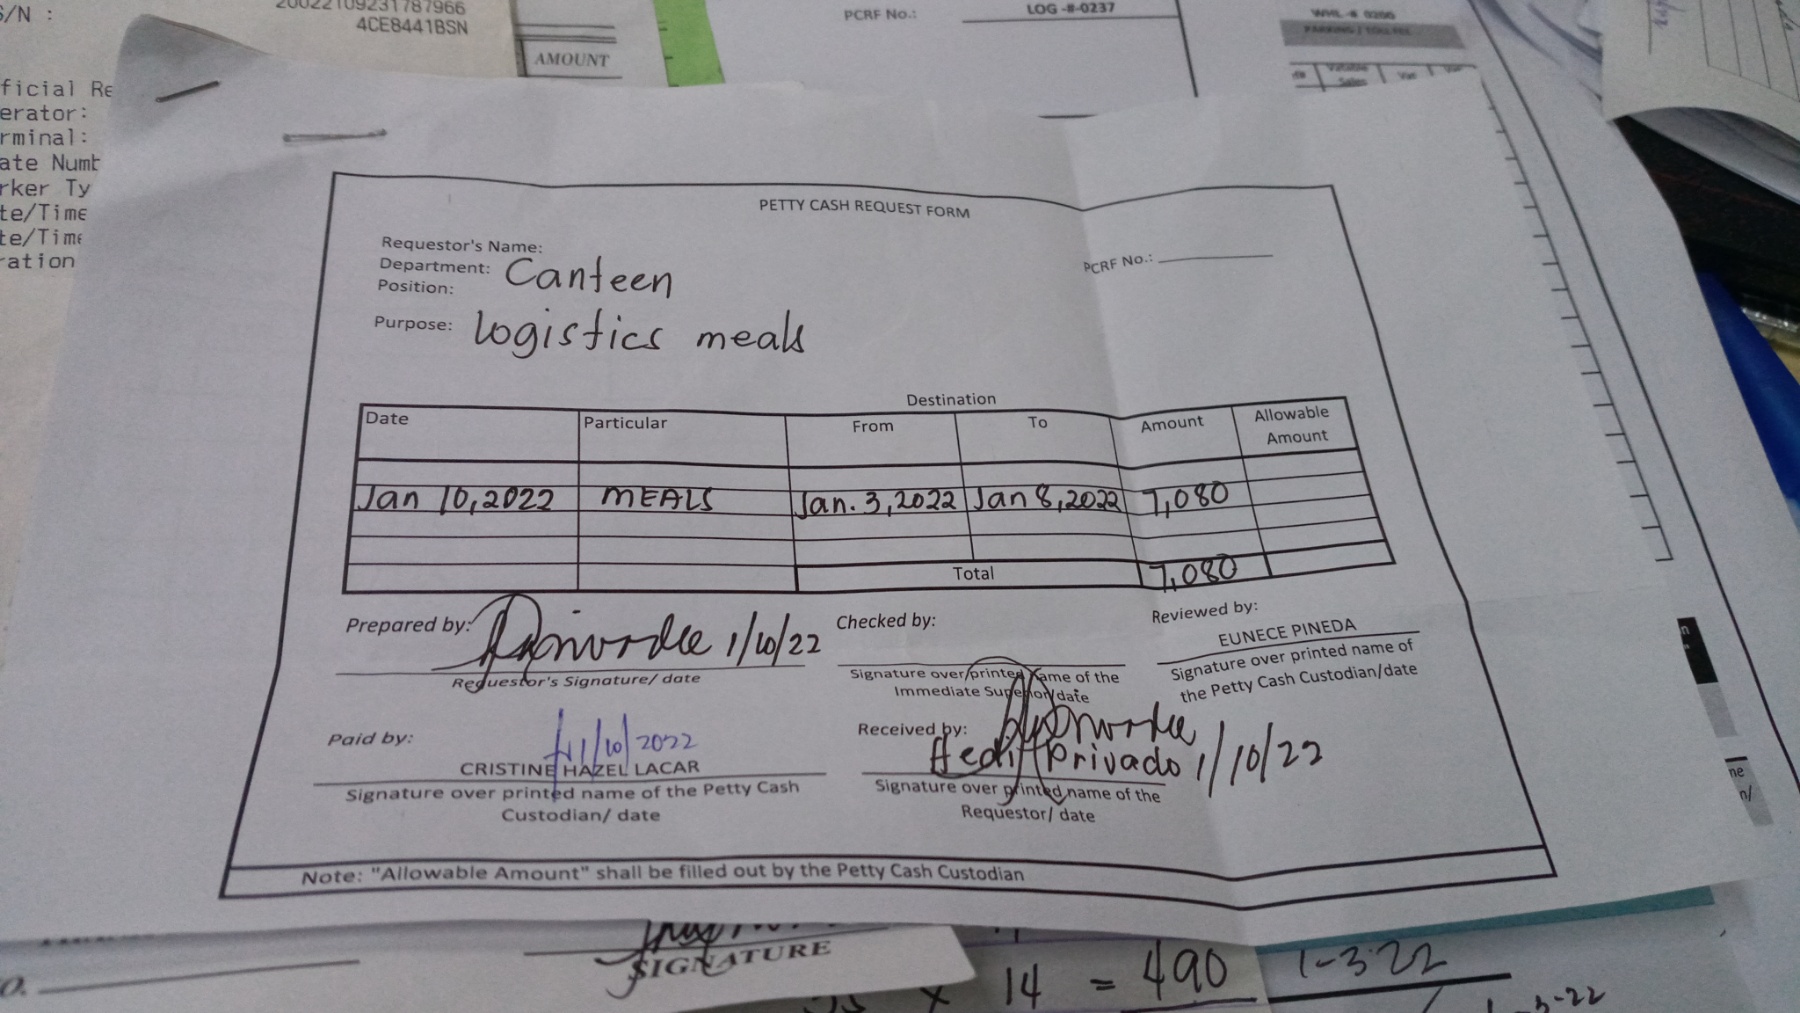 S/N :
20022109231787966
4CE8441BSN
AMOUNT
PCRF No.:
LOG -#-0237
WHL -# 0200
PARKING / TOLL FEE
ficial Re
erator:
rminal:
ate Numb
rker Ty
te/Time
te/Time
ration
PETTY CASH REQUEST FORM
Requestor's Name:
Department: Canteen
Position:
PCRF No.:
Purpose: logistics meals
Destination
Date Particular From To Amount Allowable Amount
Jan 10,2022 MEALS Jan. 3,2022 Jan 8,2022 7,080
Total 7,080
Prepared by: 1/10/22
Requestor's Signature/ date
Checked by:
Signature over printed name of the
Immediate Superior/date
Reviewed by:
EUNECE PINEDA
Signature over printed name of
the Petty Cash Custodian/date
Paid by: 1/10/2022
CRISTINE HAZEL LACAR
Signature over printed name of the Petty Cash
Custodian/ date
Received by:
Privado 1/10/22
Signature over printed name of the
Requestor/ date
Note: "Allowable Amount" shall be filled out by the Petty Cash Custodian
SIGNATURE
x 14 = 490
1-3-22